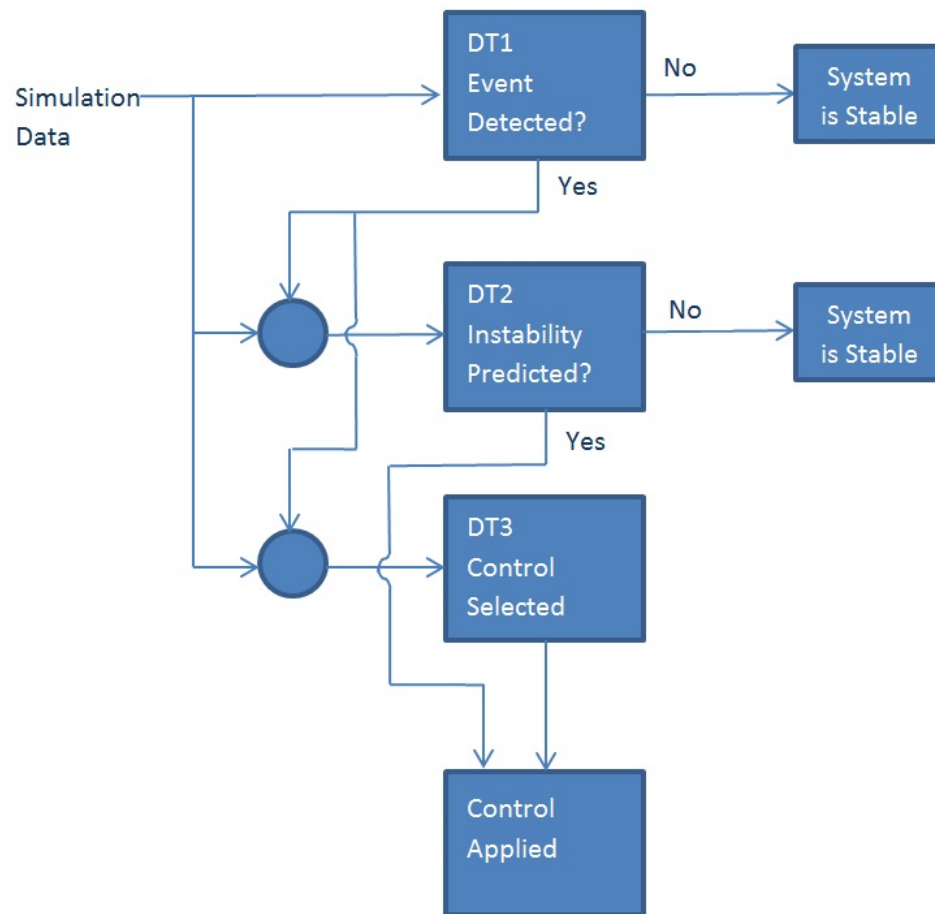 DT1
Event
Detected?
No
System
is Stable
Simulation
Data
Yes
DT2
Instability
Predicted?
No
System
is Stable
Yes
DT3
Control
Selected
Control
Applied